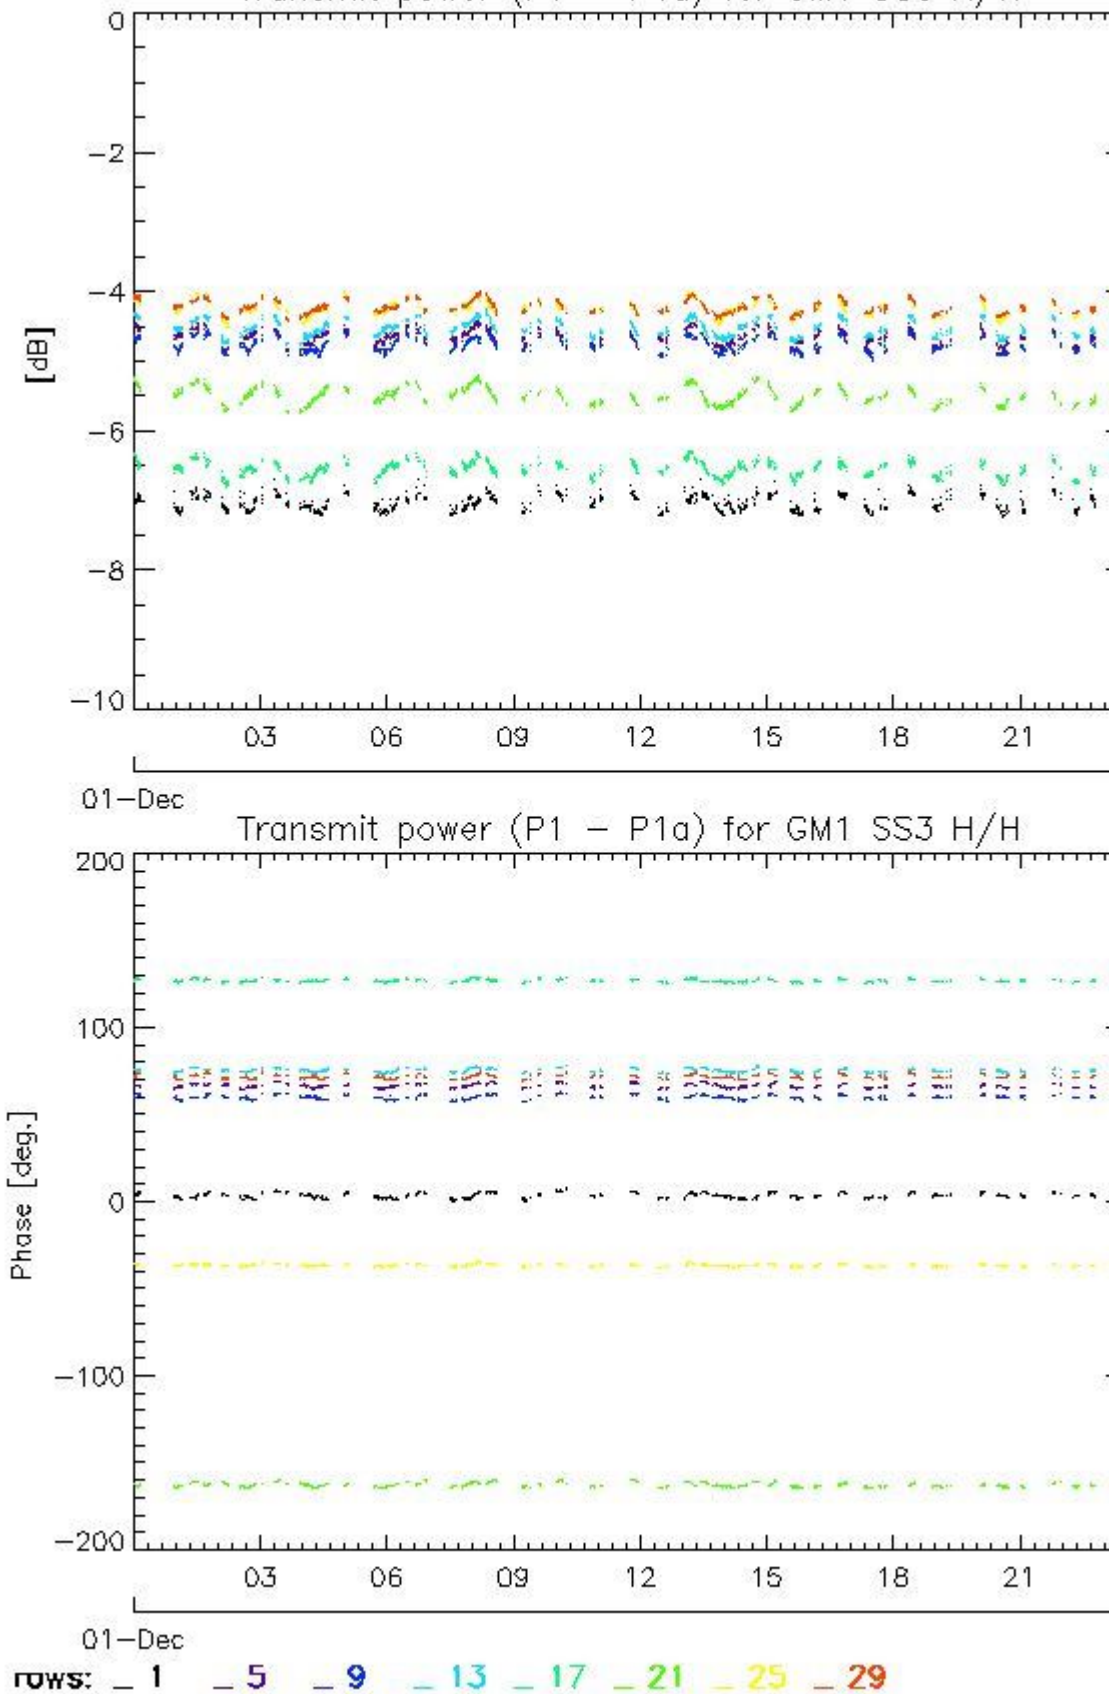 0
-2
-4
-6
-8
-10
[dB]
03 06 09 12 15 18 21
01-Dec
Transmit power (P1 - P1a) for GM1 SS3 H/H
200
100
0
-100
-200
Phase [deg.]
03 06 09 12 15 18 21
01-Dec
rows: _ 1 _ 5 _ 9 _ 13 _ 17 _ 21 _ 25 _ 29